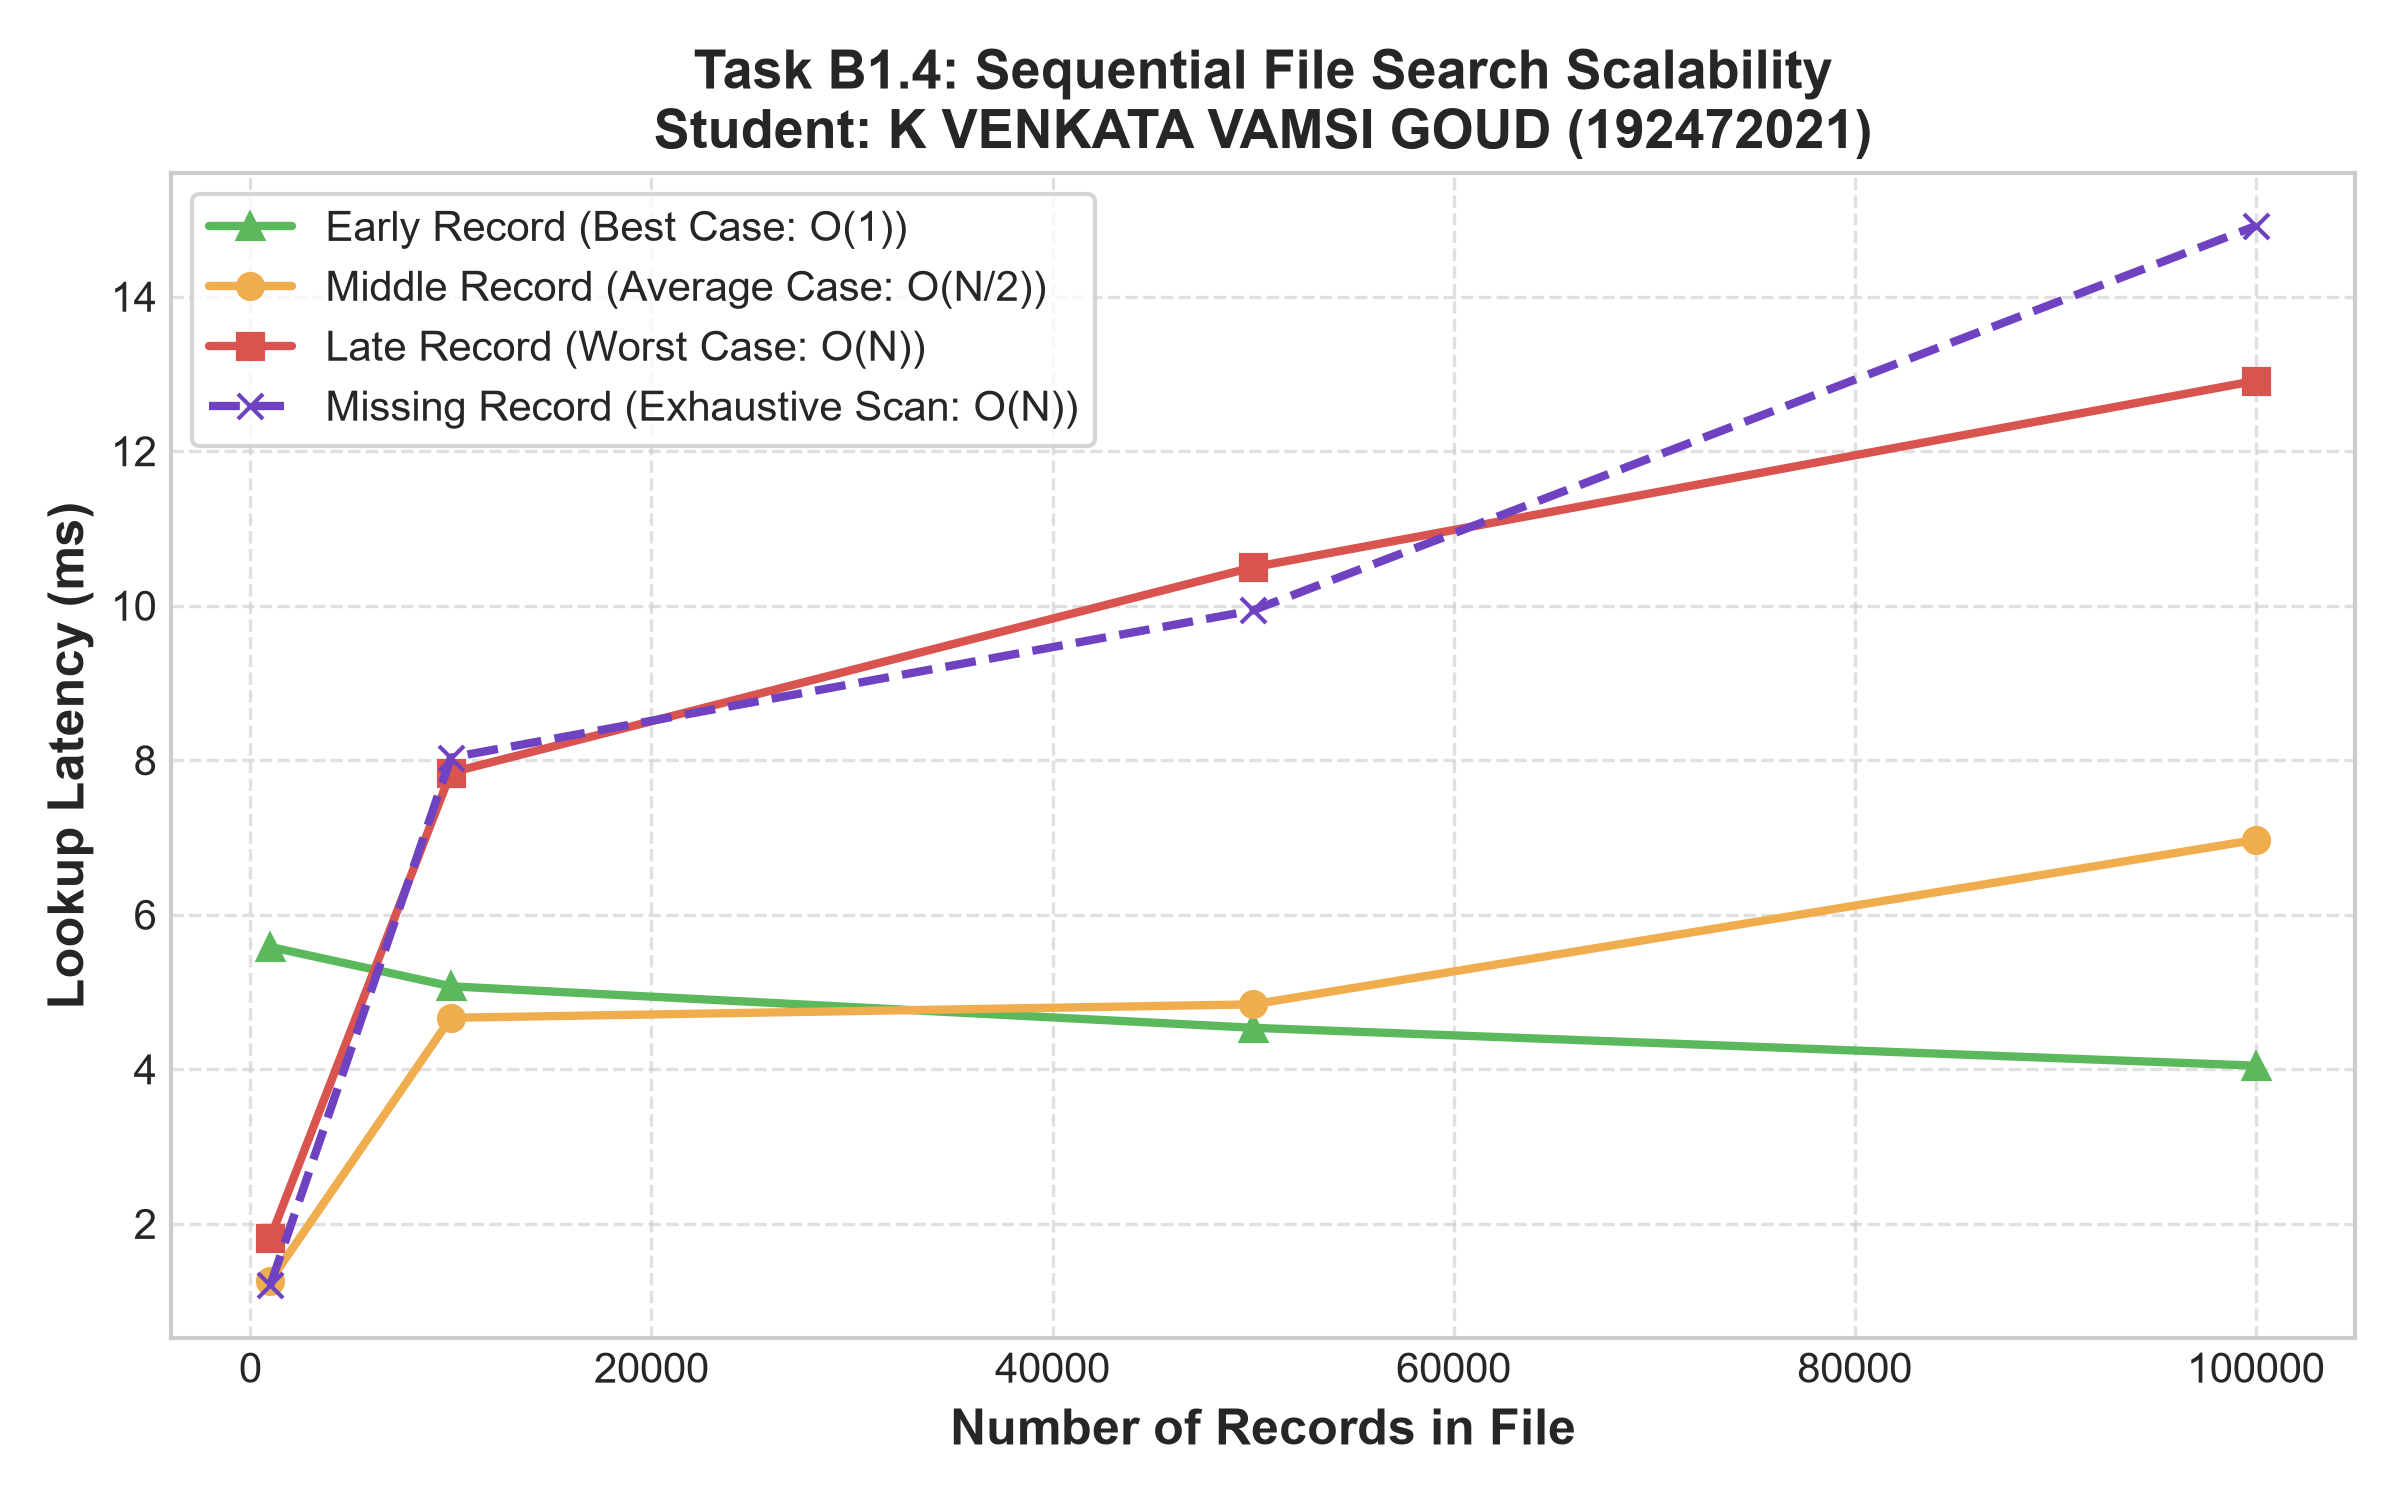 Task B1.4: Sequential File Search Scalability
Student: K VENKATA VAMSI GOUD (192472021)
Early Record (Best Case: O(1))
Middle Record (Average Case: O(N/2))
Late Record (Worst Case: O(N))
Missing Record (Exhaustive Scan: O(N))
Lookup Latency (ms)
14
12
10
8
6
4
2
0 20000 40000 60000 80000 100000
Number of Records in File